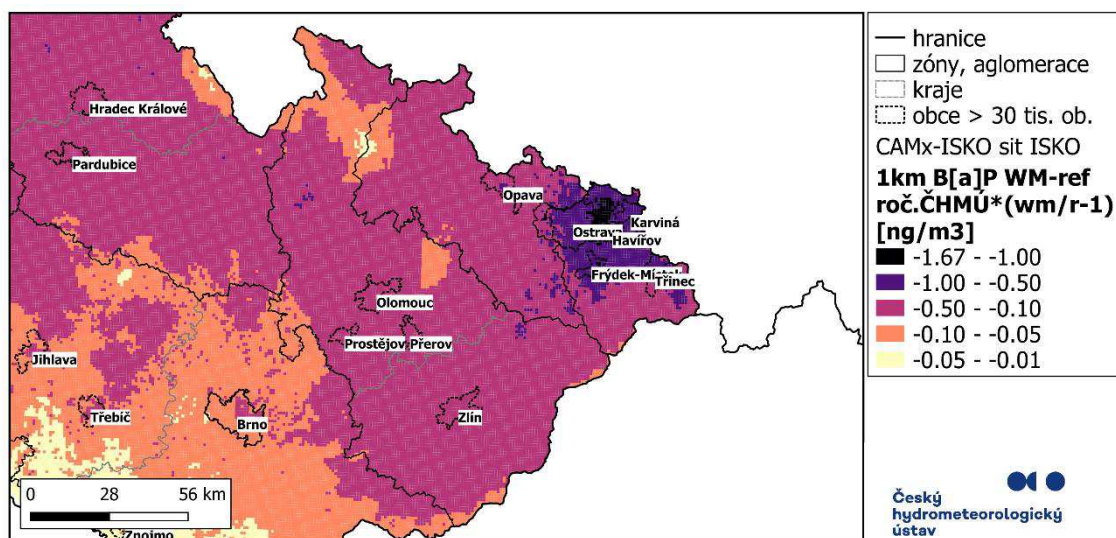 Hradec Králové
Pardubice
Opava
Karviná
Ostrava
Havířov
Frýdek-Místek
Třinec
Olomouc
Prostějov
Přerov
Jihlava
Třebíč
Brno
Zlín
Znojmo
0 28 56 km
hranice
zóny, aglomerace
kraje
obce > 30 tis. ob.
CAMx-ISKO sit ISKO
1km B[a]P WM-ref
roč.ČHMÚ*(wm/r-1)
[ng/m3]
-1.67 - -1.00
-1.00 - -0.50
-0.50 - -0.10
-0.10 - -0.05
-0.05 - -0.01
Český
hydrometeorologický
ústav